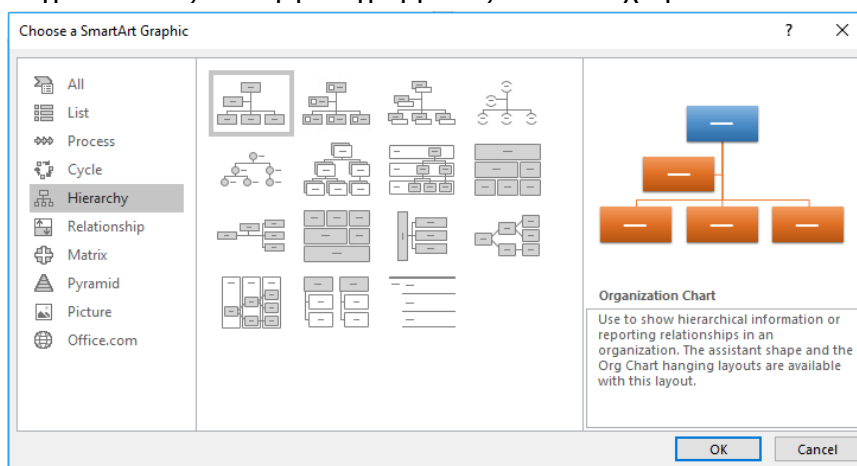 Choose a SmartArt Graphic
?
All
List
Process
Cycle
Hierarchy
Relationship
Matrix
Pyramid
Picture
Office.com
Organization Chart
Use to show hierarchical information or
reporting relationships in an
organization. The assistant shape and the
Org Chart hanging layouts are available
with this layout.
OK
Cancel